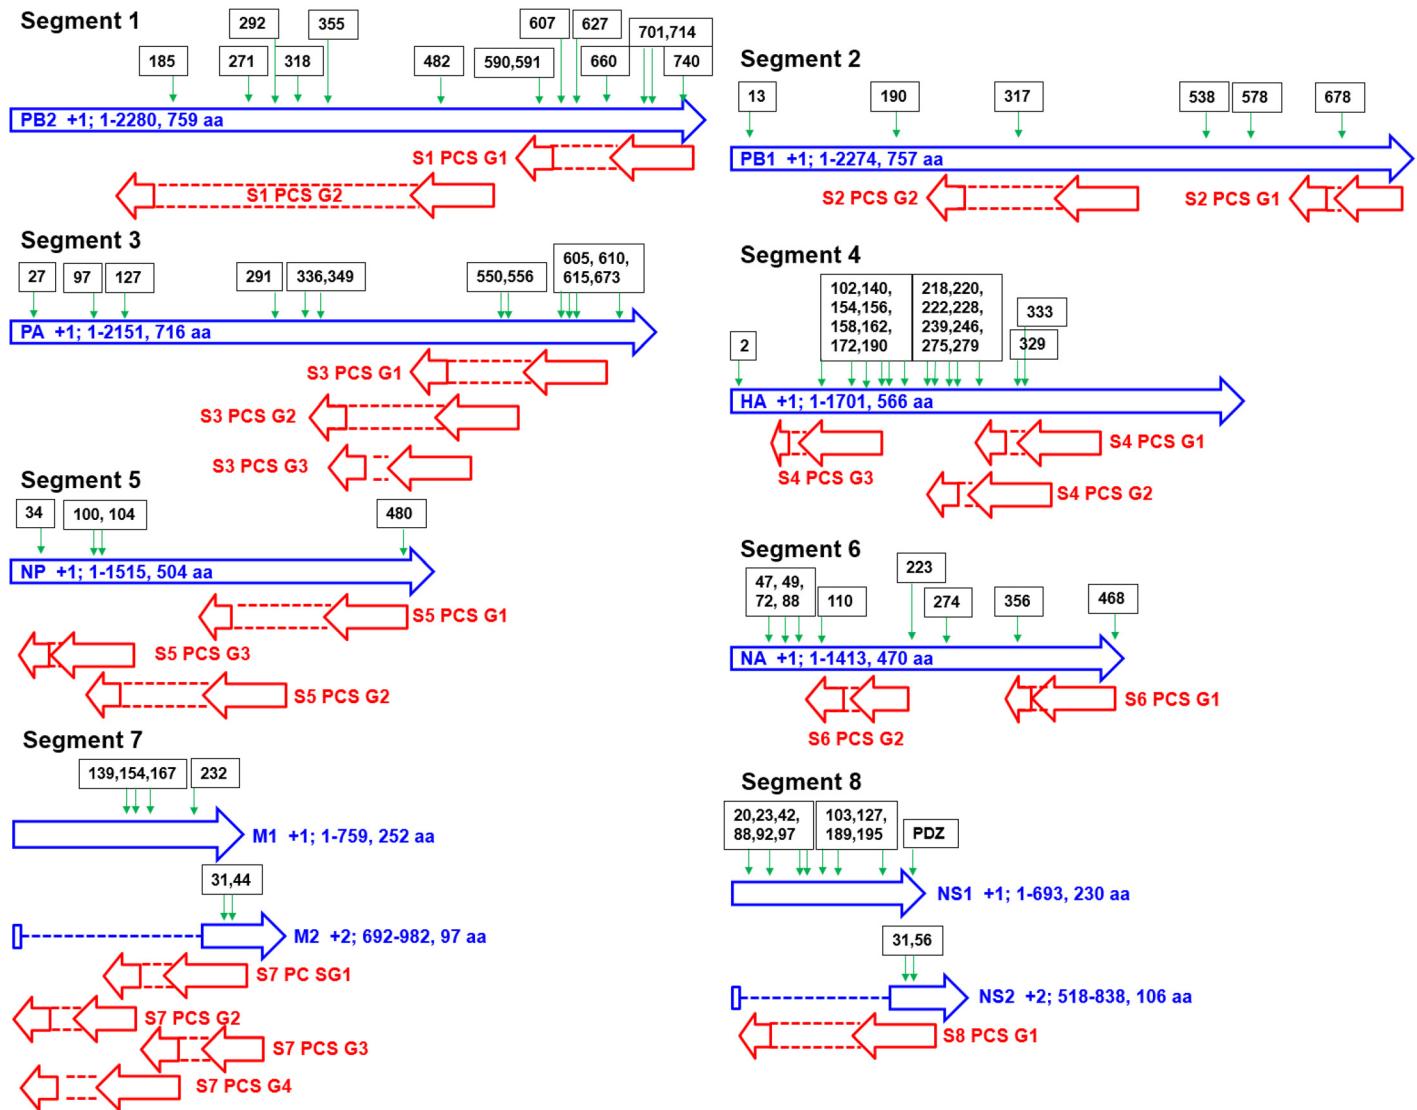 Segment 1
292
355
607
627
701,714
185
271
318
482
590,591
660
740
PB2 +1; 1-2280, 759 aa
S1 PCS G1
S1 PCS G2
Segment 2
13
190
317
538
578
678
PB1 +1; 1-2274, 757 aa
S2 PCS G2
S2 PCS G1
Segment 3
27
97
127
291
336,349
550,556
605, 610,
615,673
PA +1; 1-2151, 716 aa
S3 PCS G1
S3 PCS G2
S3 PCS G3
Segment 4
2
102,140,
154,156,
158,162,
172,190
218,220,
222,228,
239,246,
275,279
333
329
HA +1; 1-1701, 566 aa
S4 PCS G1
S4 PCS G3
S4 PCS G2
Segment 5
34
100, 104
480
NP +1; 1-1515, 504 aa
S5 PCS G1
S5 PCS G3
S5 PCS G2
Segment 6
47, 49,
72, 88
110
223
274
356
468
NA +1; 1-1413, 470 aa
S6 PCS G1
S6 PCS G2
Segment 7
139,154,167
232
M1 +1; 1-759, 252 aa
31,44
M2 +2; 692-982, 97 aa
S7 PC SG1
S7 PCS G2
S7 PCS G3
S7 PCS G4
Segment 8
20,23,42,
88,92,97
103,127,
189,195
PDZ
NS1 +1; 1-693, 230 aa
31,56
NS2 +2; 518-838, 106 aa
S8 PCS G1